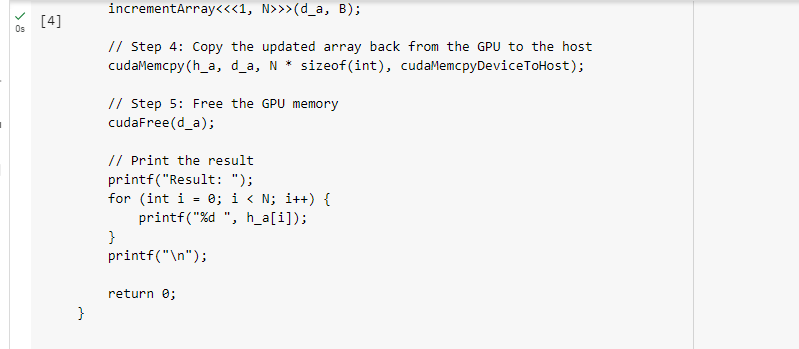 incrementArray<<<1, N>>>(d_a, B);
0s
[4]
// Step 4: Copy the updated array back from the GPU to the host
cudaMemcpy(h_a, d_a, N * sizeof(int), cudaMemcpyDeviceToHost);
// Step 5: Free the GPU memory
cudaFree(d_a);
// Print the result
printf("Result: ");
for (int i = 0; i < N; i++) {
printf("%d ", h_a[i]);
}
printf("\n");
return 0;
}